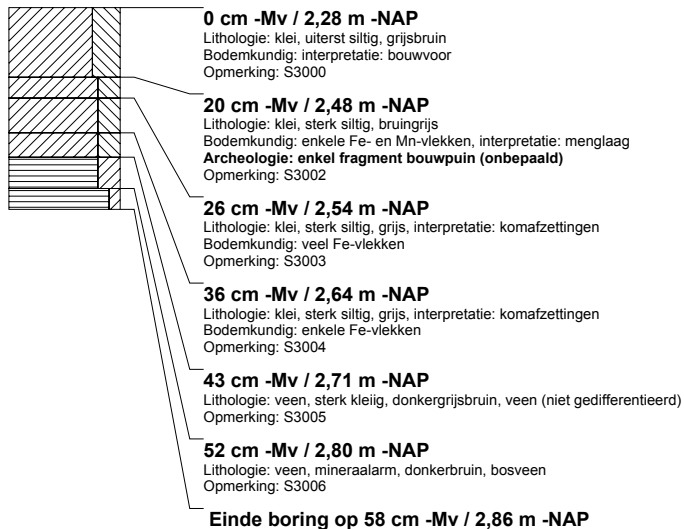 0 cm -Mv / 2,28 m -NAP
Lithologie: klei, uiterst siltig, grijsbruin
Bodemkundig: interpretatie: bouwvoor
Opmerking: S3000
20 cm -Mv / 2,48 m -NAP
Lithologie: klei, sterk siltig, bruingrijs
Bodemkundig: enkele Fe- en Mn-vlekken, interpretatie: menglaag
Archeologie: enkel fragment bouwpuin (onbepaald)
Opmerking: S3002
26 cm -Mv / 2,54 m -NAP
Lithologie: klei, sterk siltig, grijs, interpretatie: komafzettingen
Bodemkundig: veel Fe-vlekken
Opmerking: S3003
36 cm -Mv / 2,64 m -NAP
Lithologie: klei, sterk siltig, grijs, interpretatie: komafzettingen
Bodemkundig: enkele Fe-vlekken
Opmerking: S3004
43 cm -Mv / 2,71 m -NAP
Lithologie: veen, sterk kleiig, donkergrijsbruin, veen (niet gedifferentieerd)
Opmerking: S3005
52 cm -Mv / 2,80 m -NAP
Lithologie: veen, mineraalarm, donkerbruin, bosveen
Opmerking: S3006
Einde boring op 58 cm -Mv / 2,86 m -NAP